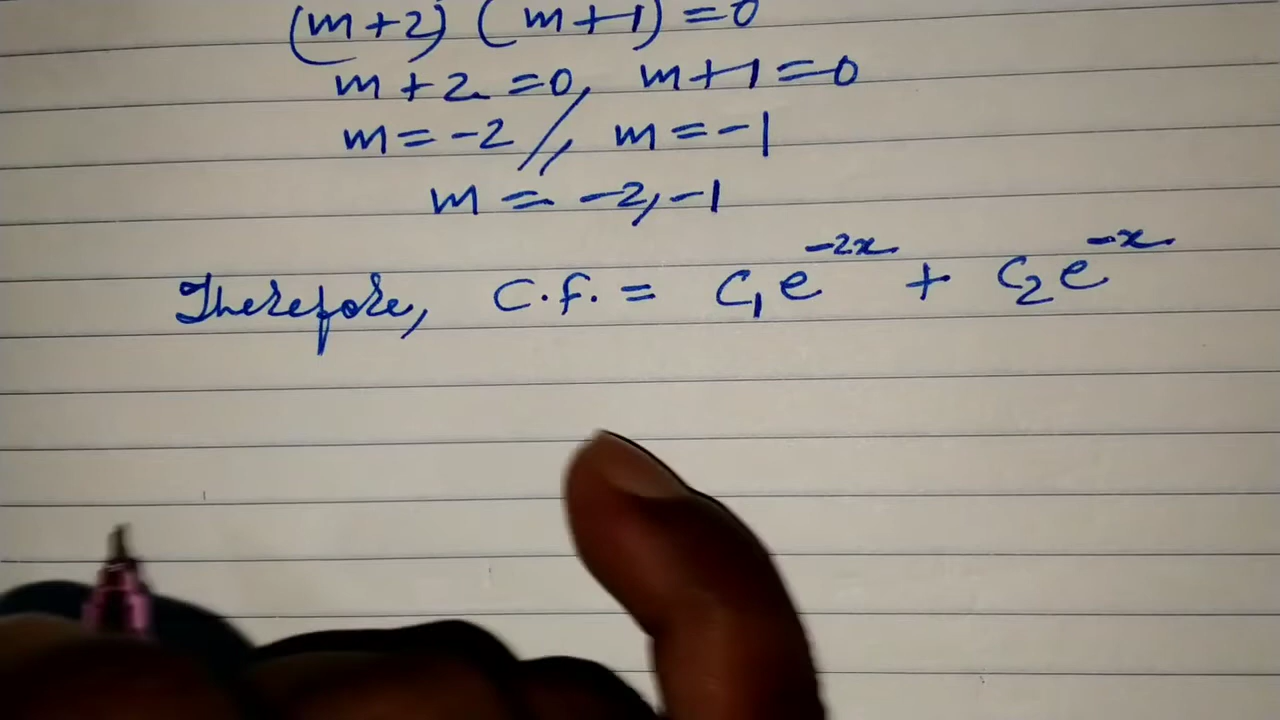 (m+2) (m+1) =0
m+2 =0, m+1=0
m=-2 //, m=-1
m = -2,-1
Therefore, C.f. = C₁e⁻²ˣ + C₂e⁻ˣ